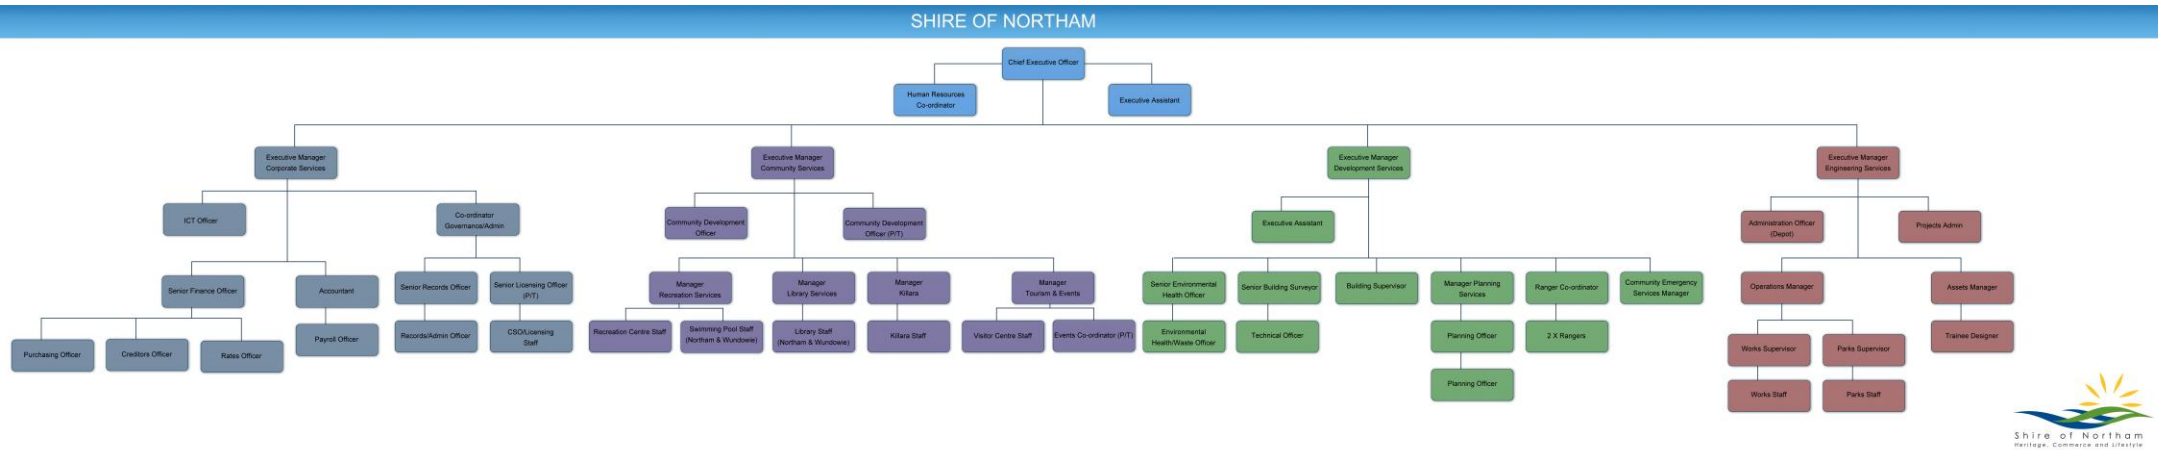 SHIRE OF NORTHAM
Chief Executive Officer
Human Resources
Co-ordinator
Executive Assistant
Executive Manager
Corporate Services
Executive Manager
Community Services
Executive Manager
Development Services
Executive Manager
Engineering Services
ICT Officer
Co-ordinator
Governance/Admin
Community Development
Officer
Community Development
Officer (P/T)
Executive Assistant
Administration Officer
(Depot)
Projects Admin
Senior Finance Officer
Accountant
Senior Records Officer
Senior Licensing Officer
(P/T)
Manager
Recreation Services
Manager
Library Services
Manager
Killara
Manager
Tourism & Events
Senior Environmental
Health Officer
Senior Building Surveyor
Building Supervisor
Manager Planning
Services
Ranger Co-ordinator
Community Emergency
Services Manager
Operations Manager
Assets Manager
Purchasing Officer
Creditors Officer
Rates Officer
Payroll Officer
Records/Admin Officer
CSO/Licensing
Staff
Recreation Centre Staff
Swimming Pool Staff
(Northam & Wundowie)
Library Staff
(Northam & Wundowie)
Killara Staff
Visitor Centre Staff
Events Co-ordinator (P/T)
Environmental
Health/Waste Officer
Technical Officer
Planning Officer
2 X Rangers
Works Supervisor
Parks Supervisor
Trainee Designer
Planning Officer
Works Staff
Parks Staff
Shire of Northam
Heritage, Commerce and Lifestyle